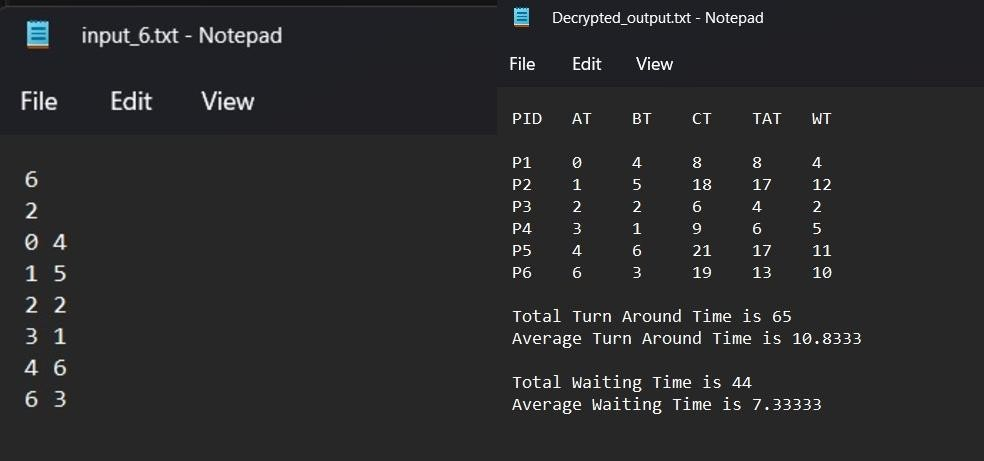 input_6.txt - Notepad
File Edit View
6
2
0 4
1 5
2 2
3 1
4 6
6 3
Decrypted_output.txt - Notepad
File Edit View
PID AT BT CT TAT WT
P1 0 4 8 8 4
P2 1 5 18 17 12
P3 2 2 6 4 2
P4 3 1 9 6 5
P5 4 6 21 17 11
P6 6 3 19 13 10
Total Turn Around Time is 65
Average Turn Around Time is 10.8333
Total Waiting Time is 44
Average Waiting Time is 7.33333